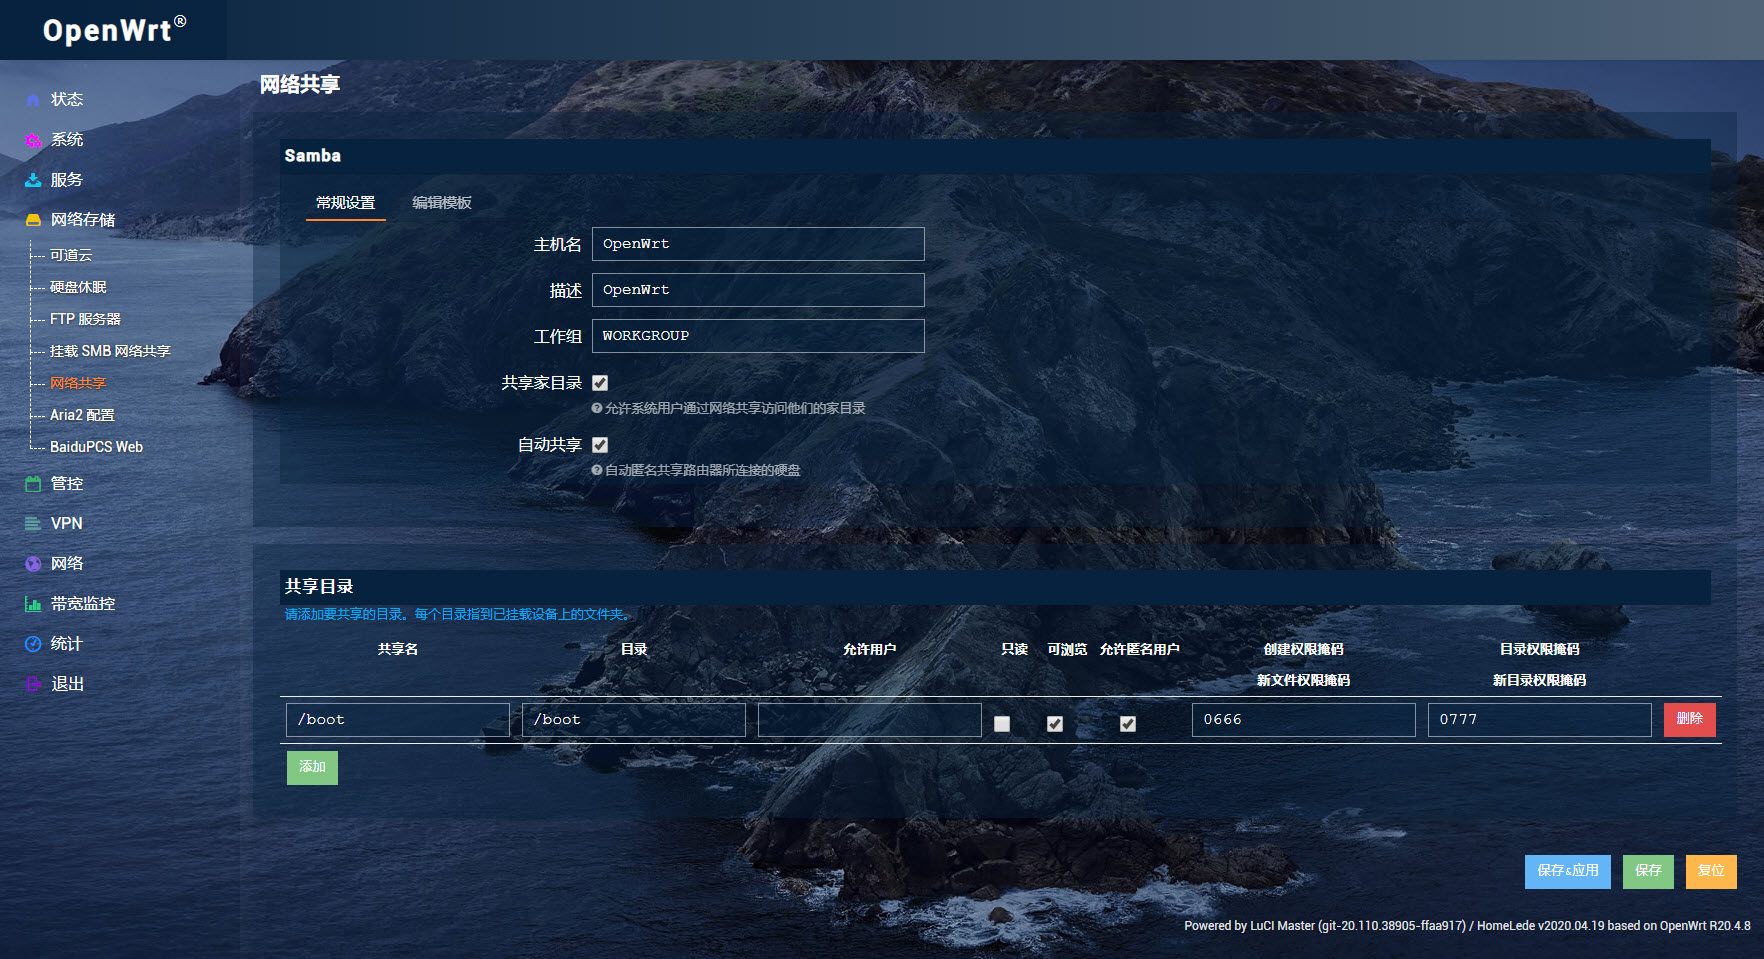 OpenWrt®
状态
系统
服务
网络存储
可道云
硬盘休眠
FTP 服务器
挂载 SMB 网络共享
网络共享
Aria2 配置
BaiduPCS Web
管控
VPN
网络
带宽监控
统计
退出
网络共享
Samba
常规设置 编辑模板
主机名 OpenWrt
描述 OpenWrt
工作组 WORKGROUP
共享家目录
允许系统用户通过网络共享访问他们的家目录
自动共享
自动匿名共享路由器所连接的硬盘
共享目录
请添加要共享的目录。每个目录指到已挂载设备上的文件夹。
共享名 目录 允许用户 只读 可浏览 允许匿名用户 创建权限掩码 目录权限掩码
新文件权限掩码 新目录权限掩码
/boot /boot 0666 0777 删除
添加
保存&应用 保存 复位
Powered by LuCI Master (git-20.110.38905-ffaa917) / HomeLede v2020.04.19 based on OpenWrt R20.4.8